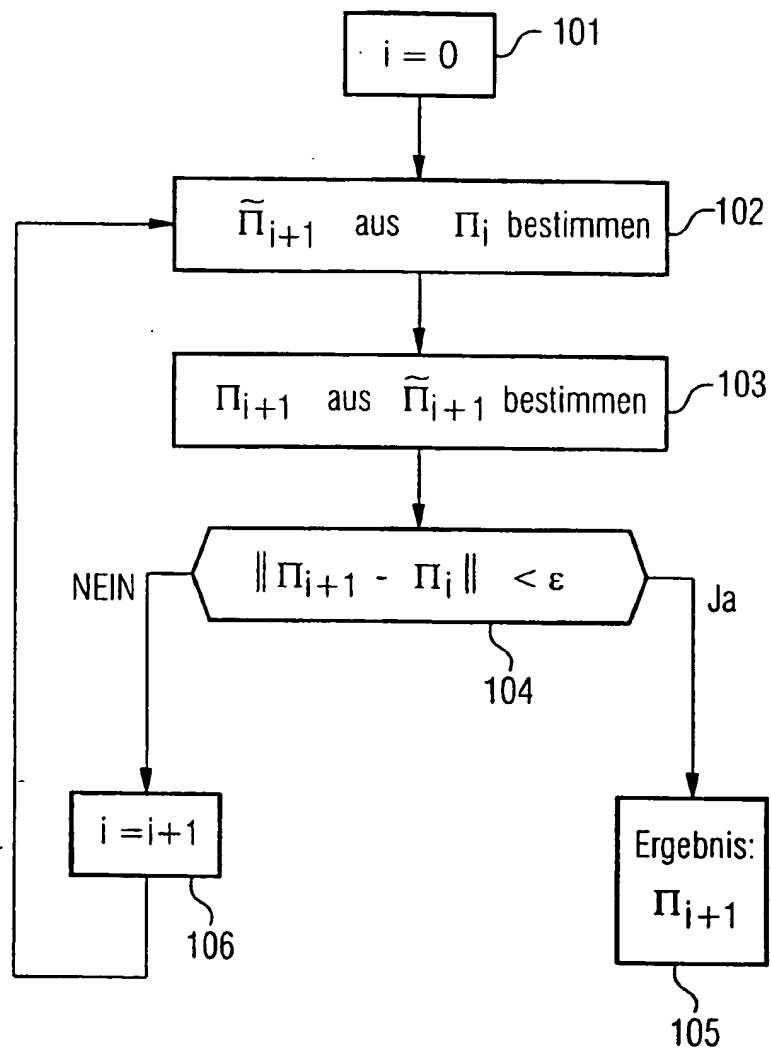 i = 0
101
Π̃i+1 aus Πi bestimmen
102
Πi+1 aus Π̃i+1 bestimmen
103
‖ Πi+1 - Πi ‖ < ε
NEIN
Ja
104
i = i+1
106
Ergebnis:
Πi+1
105